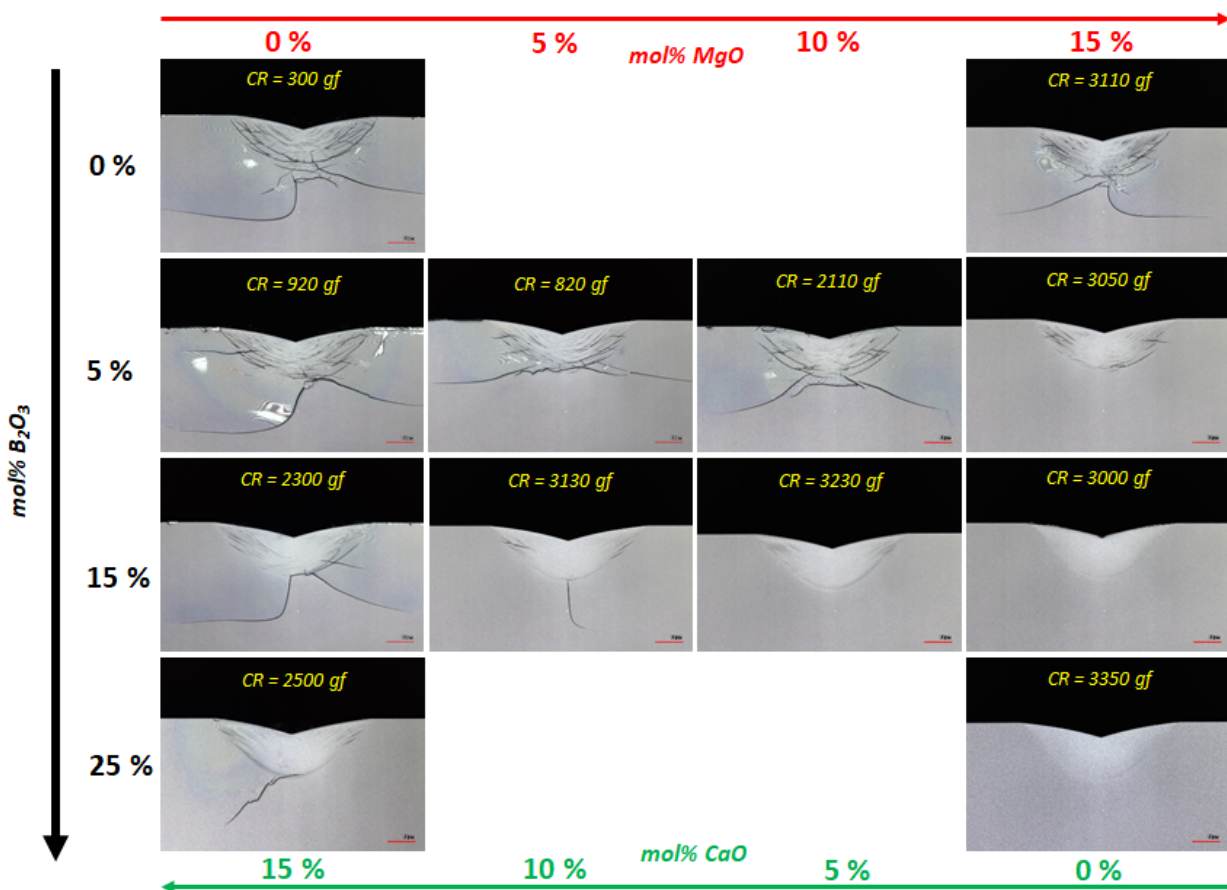 0 % 5 % 10 % 15 %
mol% MgO
CR = 300 gf CR = 3110 gf
0 %
CR = 920 gf CR = 820 gf CR = 2110 gf CR = 3050 gf
5 %
mol% B₂O₃
CR = 2300 gf CR = 3130 gf CR = 3230 gf CR = 3000 gf
15 %
CR = 2500 gf CR = 3350 gf
25 %
mol% CaO
15 % 10 % 5 % 0 %